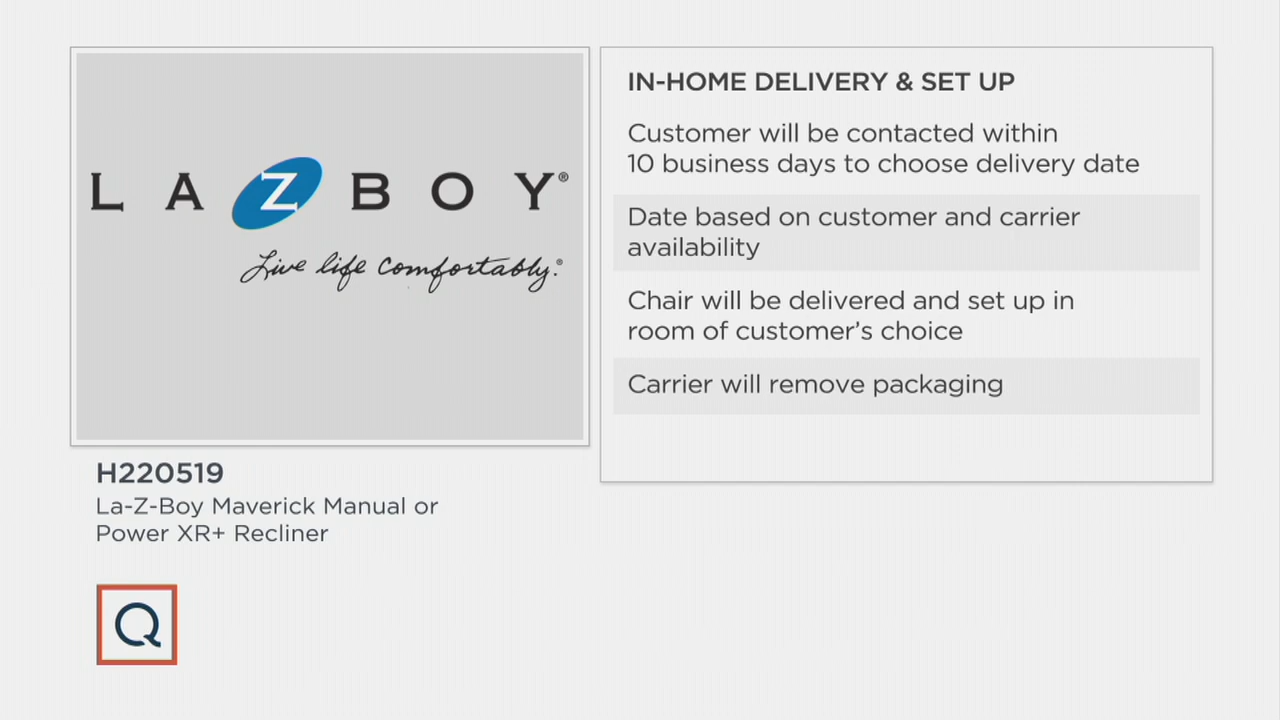 LA Z BOY®
Live life comfortably.®
H220519
La-Z-Boy Maverick Manual or
Power XR+ Recliner
Q
IN-HOME DELIVERY & SET UP
Customer will be contacted within
10 business days to choose delivery date
Date based on customer and carrier
availability
Chair will be delivered and set up in
room of customer's choice
Carrier will remove packaging